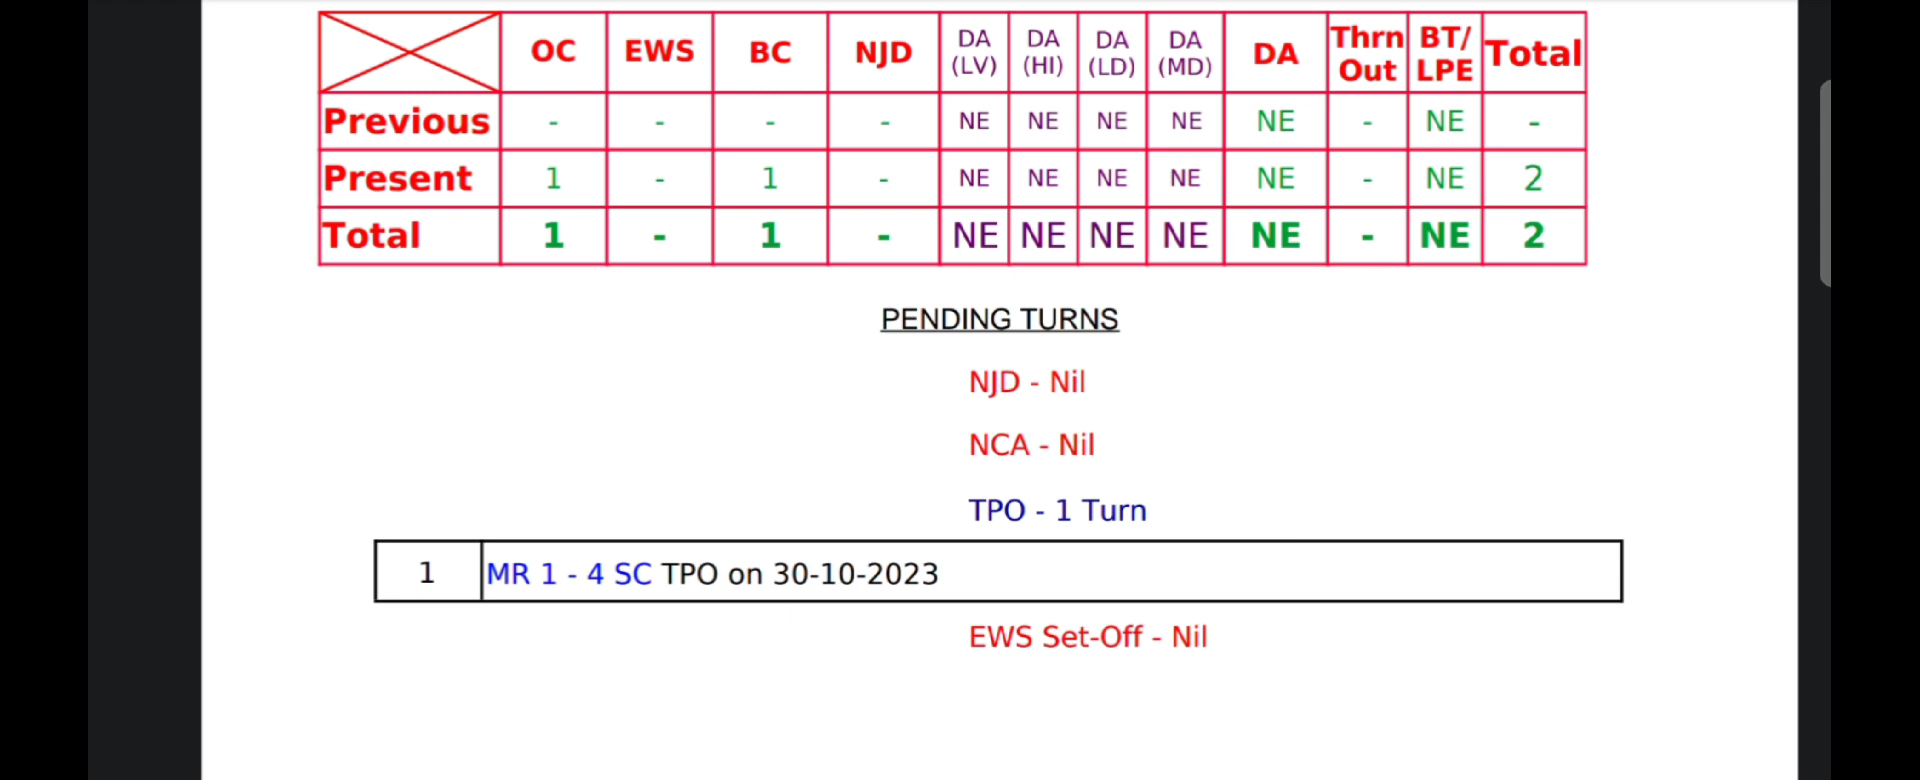 OC EWS BC NJD DA (LV) DA (HI) DA (LD) DA (MD) DA Thrn Out BT/ LPE Total
Previous - - - - NE NE NE NE NE - NE -
Present 1 - 1 - NE NE NE NE NE - NE 2
Total 1 - 1 - NE NE NE NE NE - NE 2
PENDING TURNS
NJD - Nil
NCA - Nil
TPO - 1 Turn
1 MR 1 - 4 SC TPO on 30-10-2023
EWS Set-Off - Nil